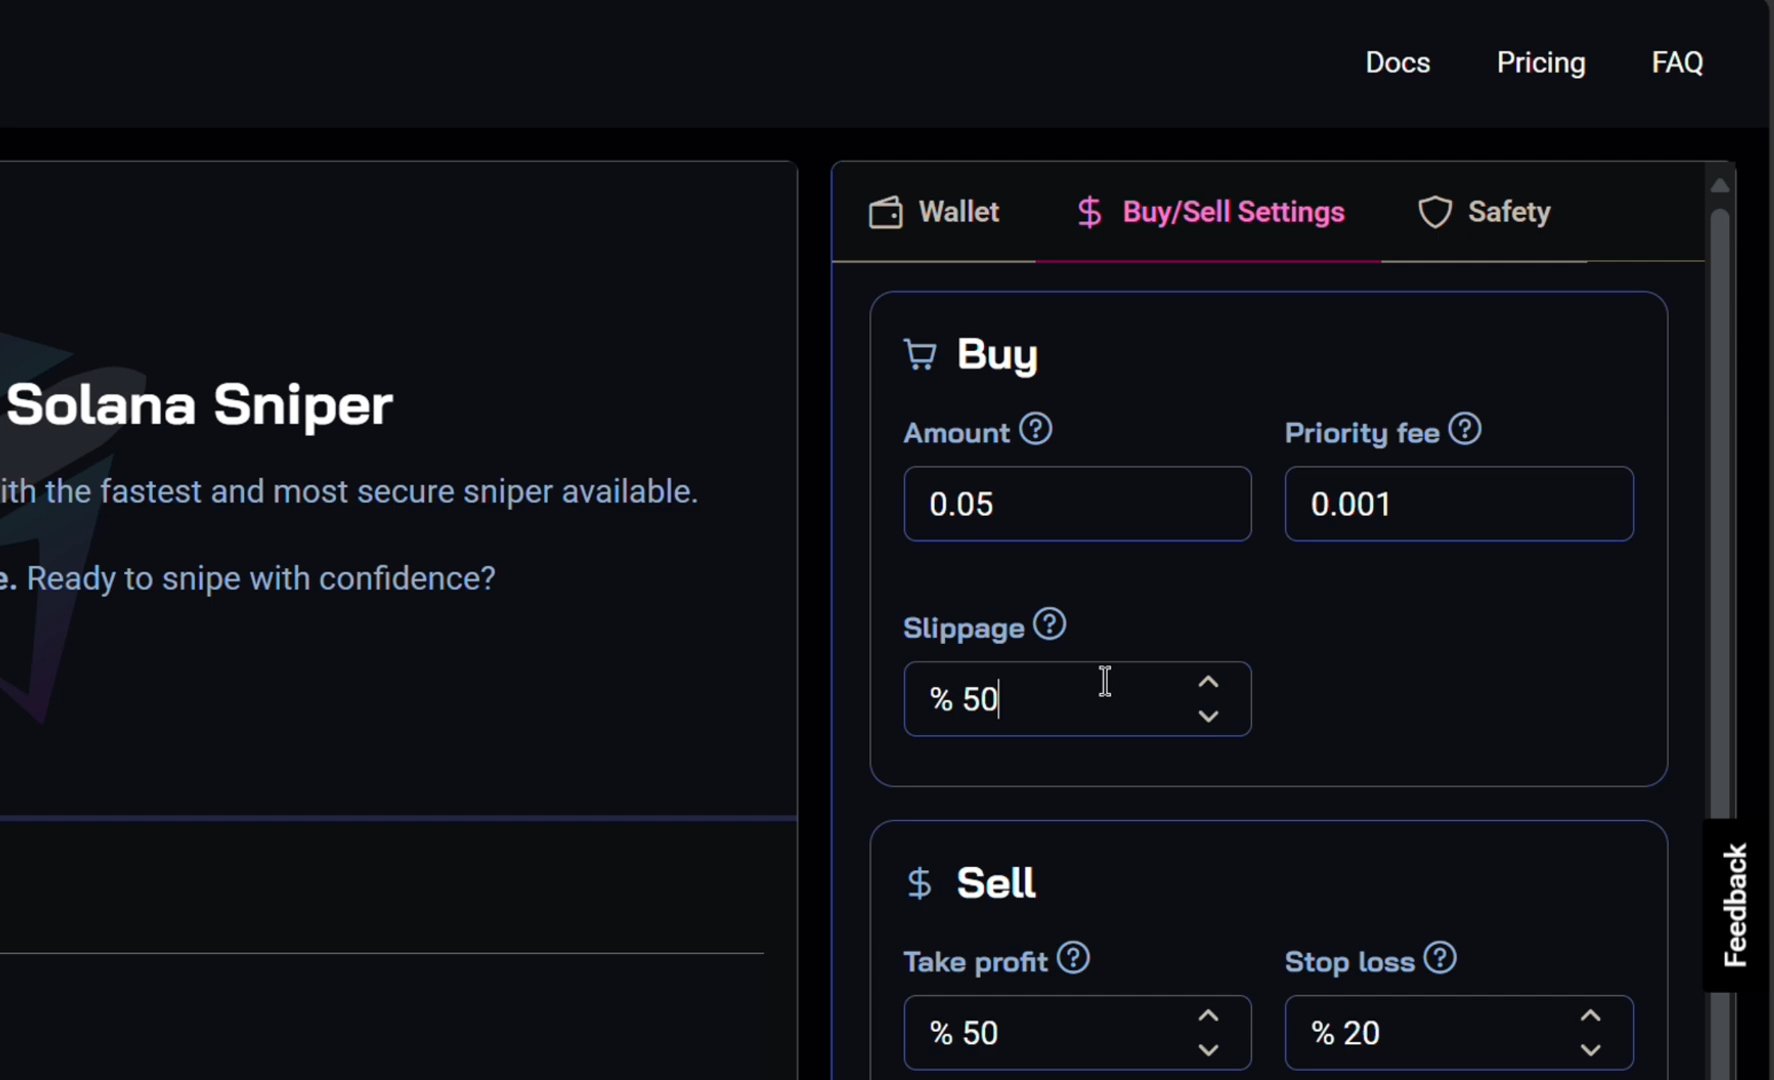 Docs Pricing FAQ
Wallet Buy/Sell Settings Safety
Solana Sniper
ith the fastest and most secure sniper available.
e. Ready to snipe with confidence?
Buy
Amount Priority fee
0.05 0.001
Slippage
% 50
Sell
Take profit Stop loss
% 50 % 20
Feedback